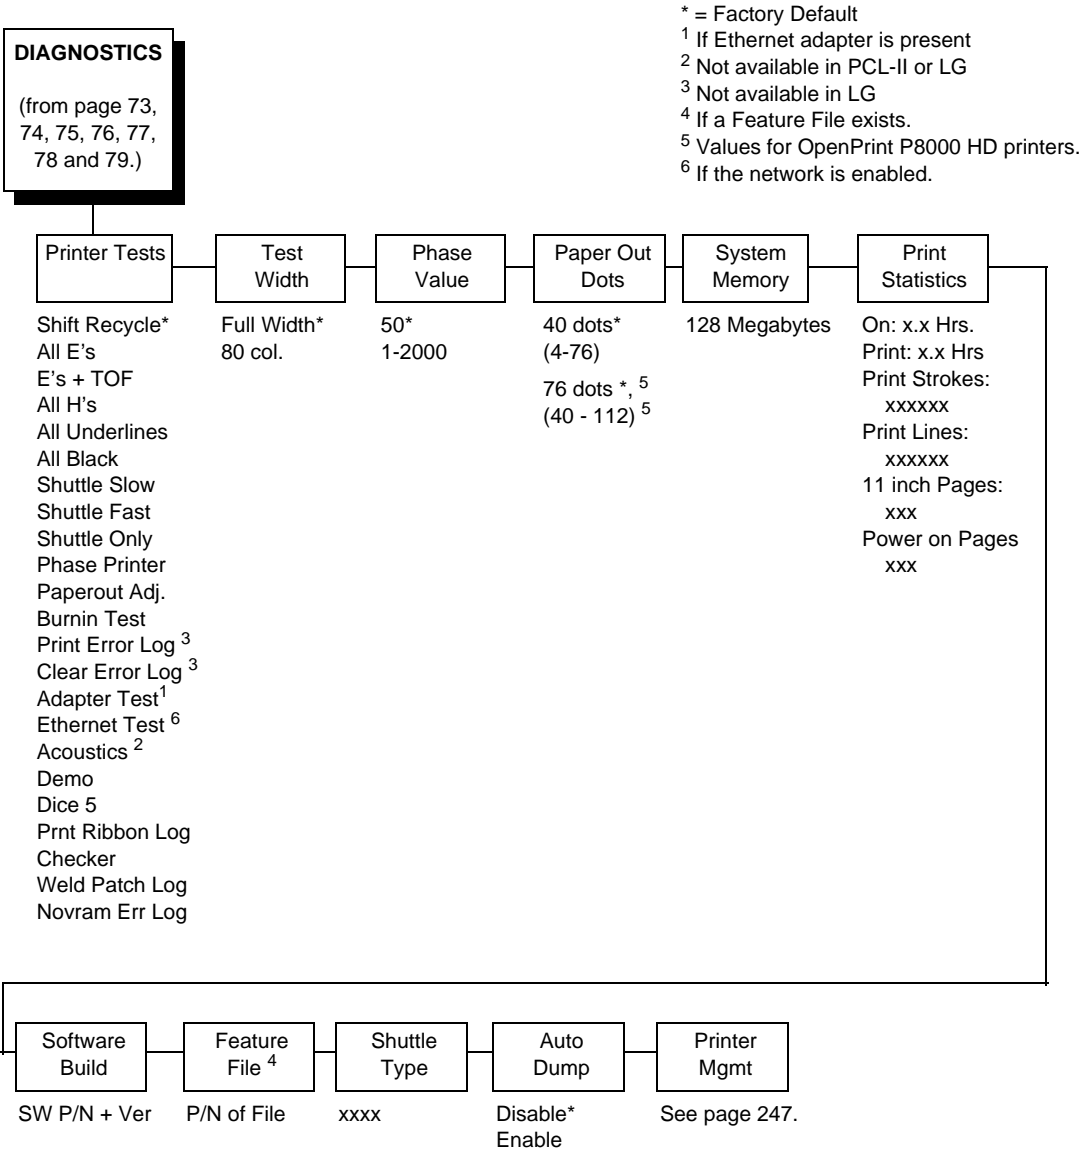 * = Factory Default
1 If Ethernet adapter is present
2 Not available in PCL-II or LG
3 Not available in LG
4 If a Feature File exists.
5 Values for OpenPrint P8000 HD printers.
6 If the network is enabled.
DIAGNOSTICS
(from page 73,
74, 75, 76, 77,
78 and 79.)
Printer Tests
Shift Recycle*
All E's
E's + TOF
All H's
All Underlines
All Black
Shuttle Slow
Shuttle Fast
Shuttle Only
Phase Printer
Paperout Adj.
Burnin Test
Print Error Log 3
Clear Error Log 3
Adapter Test1
Ethernet Test 6
Acoustics 2
Demo
Dice 5
Prnt Ribbon Log
Checker
Weld Patch Log
Novram Err Log
Test
Width
Full Width*
80 col.
Phase
Value
50*
1-2000
Paper Out
Dots
40 dots*
(4-76)
76 dots *, 5
(40 - 112) 5
System
Memory
128 Megabytes
Print
Statistics
On: x.x Hrs.
Print: x.x Hrs
Print Strokes:
xxxxxx
Print Lines:
xxxxxx
11 inch Pages:
xxx
Power on Pages
xxx
Software
Build
SW P/N + Ver
Feature
File 4
P/N of File
Shuttle
Type
xxxx
Auto
Dump
Disable*
Enable
Printer
Mgmt
See page 247.